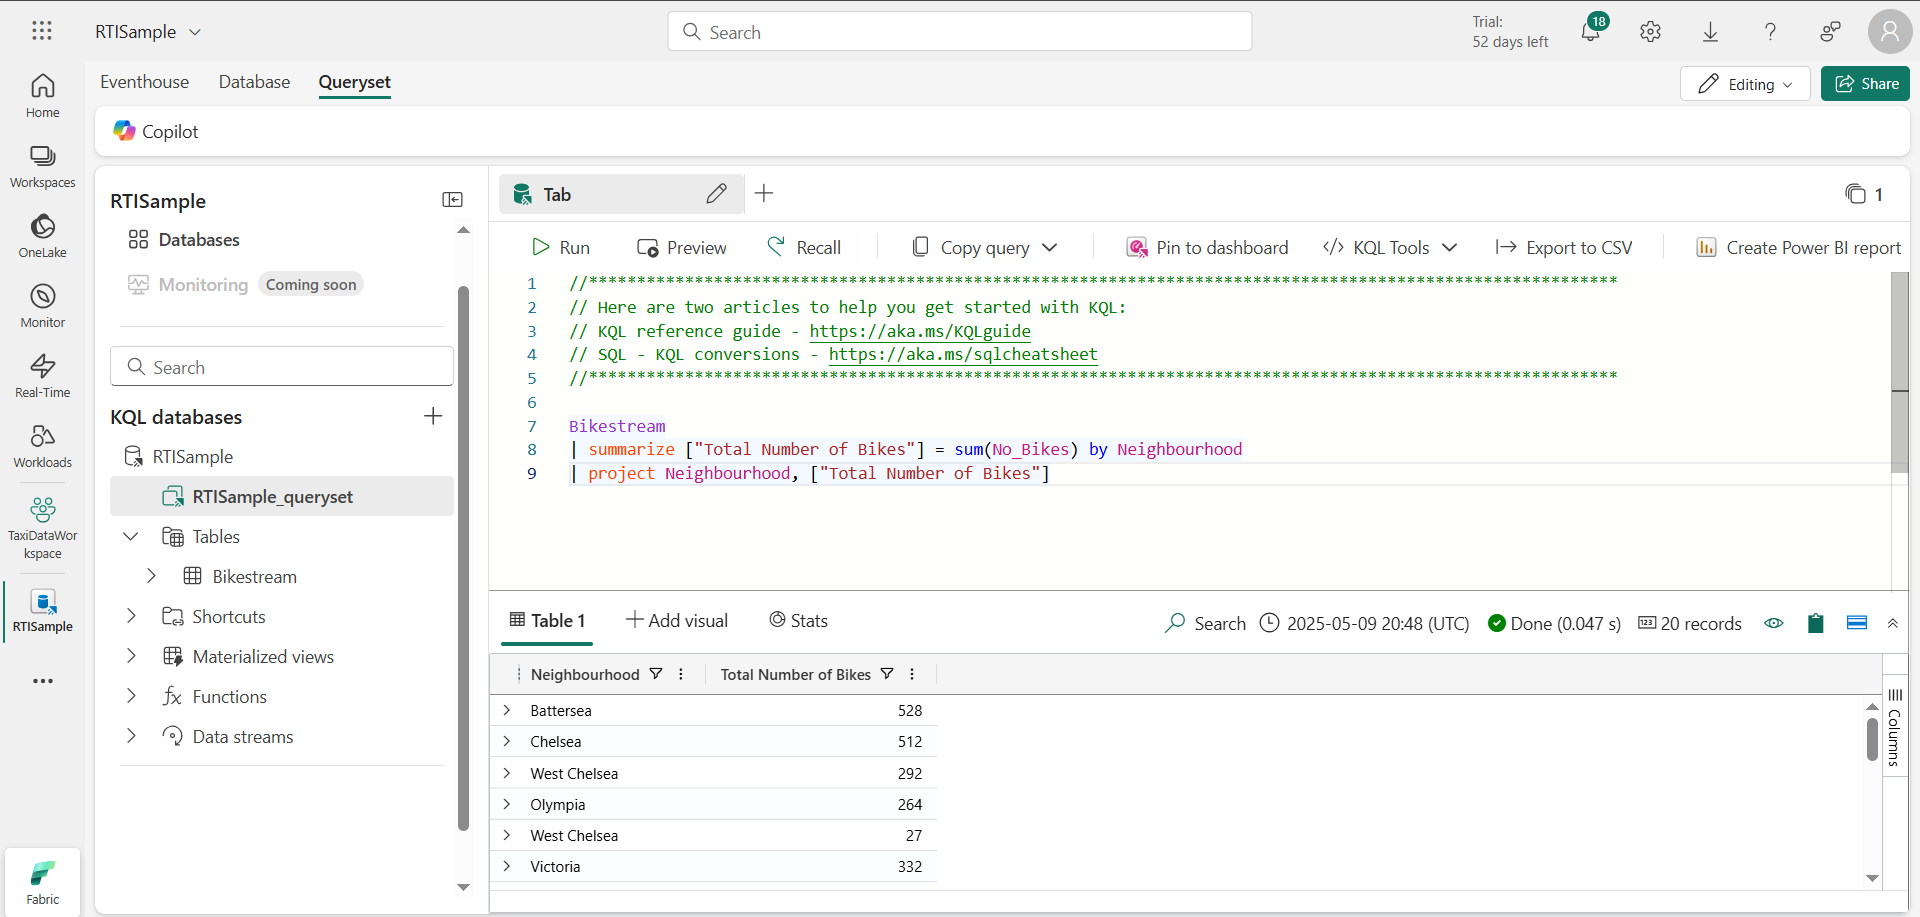 RTISample
Search
Trial:
52 days left
18
Home
Workspaces
OneLake
Monitor
Real-Time
Workloads
TaxiDataWor
kspace
RTISample
Fabric
Eventhouse Database Queryset
Editing
Share
Copilot
RTISample
Databases
Monitoring Coming soon
Search
KQL databases
RTISample
RTISample_queryset
Tables
Bikestream
Shortcuts
Materialized views
Functions
Data streams
Tab
1
Run Preview Recall Copy query Pin to dashboard KQL Tools Export to CSV Create Power BI report
1 //***********************************************************************************************************
2 // Here are two articles to help you get started with KQL:
3 // KQL reference guide - https://aka.ms/KQLguide
4 // SQL - KQL conversions - https://aka.ms/sqlcheatsheet
5 //***********************************************************************************************************
6
7 Bikestream
8 | summarize ["Total Number of Bikes"] = sum(No_Bikes) by Neighbourhood
9 | project Neighbourhood, ["Total Number of Bikes"]
Table 1 Add visual Stats Search 2025-05-09 20:48 (UTC) Done (0.047 s) 20 records
Neighbourhood Total Number of Bikes
Battersea 528
Chelsea 512
West Chelsea 292
Olympia 264
West Chelsea 27
Victoria 332
Columns